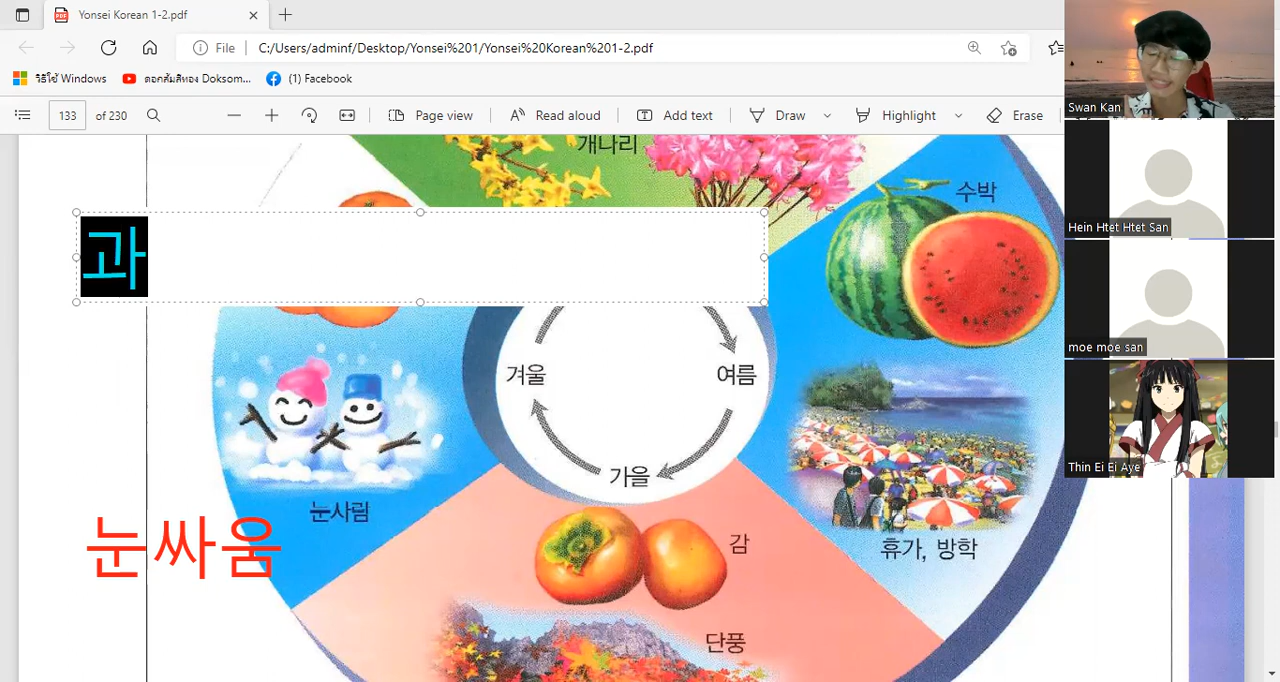 Yonsei Korean 1-2.pdf
File C:/Users/adminf/Desktop/Yonsei%201/Yonsei%20Korean%201-2.pdf
วิธีใช้ Windows ดอกส้มสีทอง Doksom... (1) Facebook
133 of 230 Page view Read aloud Add text Draw Highlight Erase
개나리
수박
과
겨울
여름
가을
눈사람
눈싸움
휴가, 방학
감
단풍
Swan Kan
Hein Htet Htet San
moe moe san
Thin Ei Ei Aye